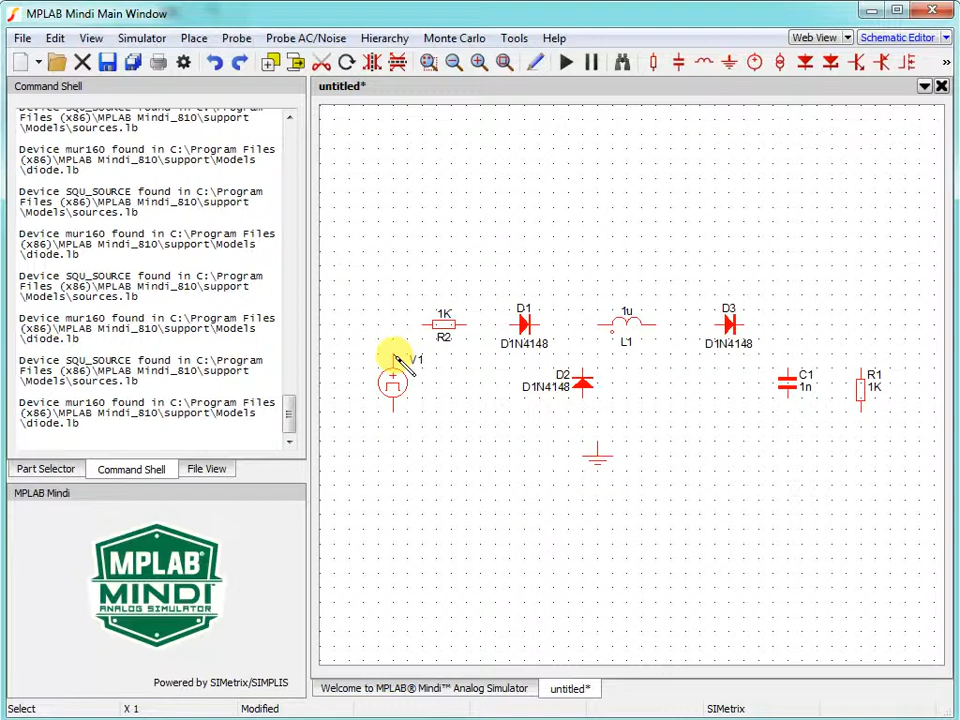 MPLAB Mindi Main Window
File Edit View Simulator Place Probe Probe AC/Noise Hierarchy Monte Carlo Tools Help
Web View
Schematic Editor
Command Shell
untitled*
Files (x86)\MPLAB Mindi_810\support
\Models\sources.lb
Device mur160 found in C:\Program
Files (x86)\MPLAB Mindi_810\support\Models
\diode.lb
Device SQU_SOURCE found in C:\Program
Files (x86)\MPLAB Mindi_810\support
\Models\sources.lb
Device mur160 found in C:\Program
Files (x86)\MPLAB Mindi_810\support\Models
\diode.lb
Device SQU_SOURCE found in C:\Program
Files (x86)\MPLAB Mindi_810\support
\Models\sources.lb
Device mur160 found in C:\Program
Files (x86)\MPLAB Mindi_810\support\Models
\diode.lb
Device SQU_SOURCE found in C:\Program
Files (x86)\MPLAB Mindi_810\support
\Models\sources.lb
Device mur160 found in C:\Program
Files (x86)\MPLAB Mindi_810\support\Models
\diode.lb
Part Selector
Command Shell
File View
MPLAB Mindi
MPLAB
MINDI
ANALOG SIMULATOR
Powered by SIMetrix/SIMPLIS
1K
R2
D1
D1N4148
1u
L1
D3
D1N4148
V1
D2
D1N4148
C1
1n
R1
1K
Welcome to MPLAB® Mindi™ Analog Simulator
untitled*
Select
X 1
Modified
SIMetrix